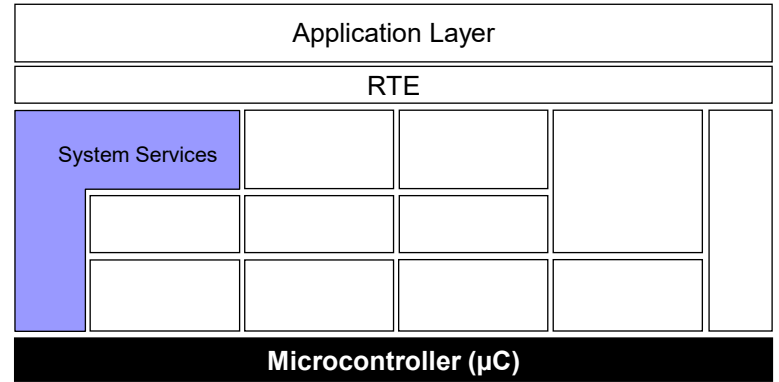 Application Layer
RTE
System Services
Microcontroller (µC)